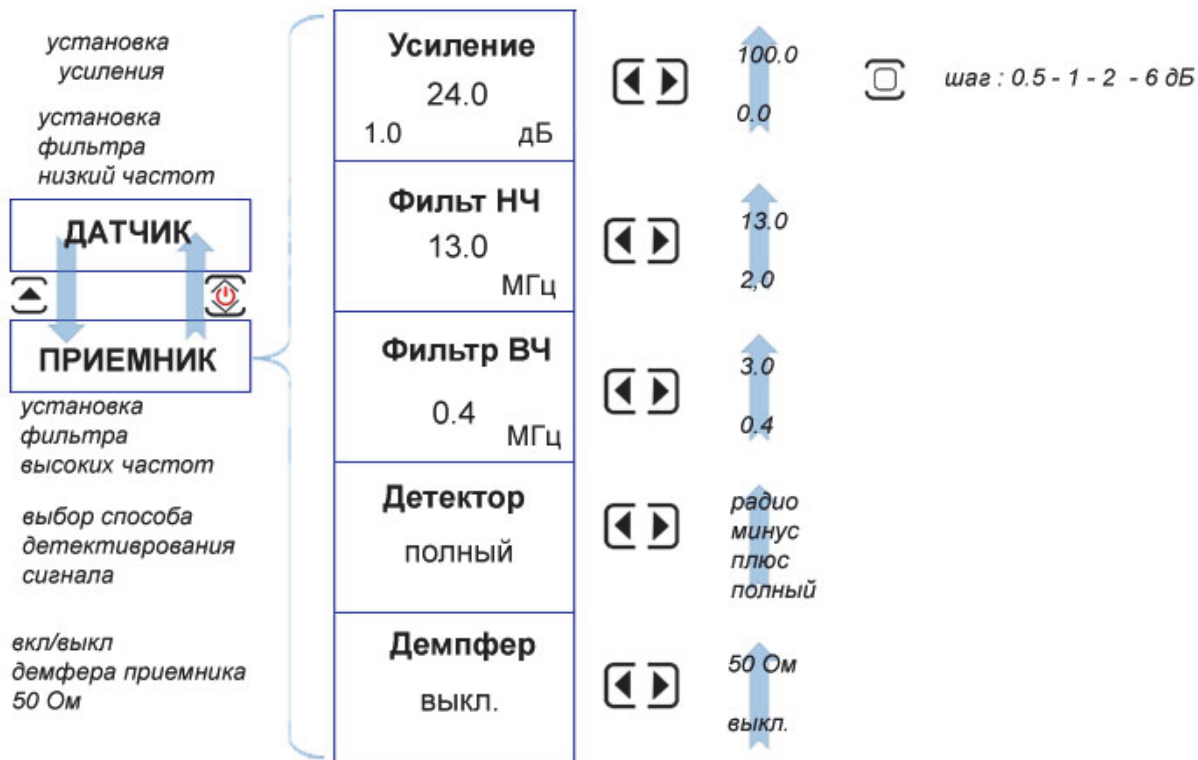 установка
усиления
установка
фильтра
низкий частот
ДАТЧИК
ПРИЕМНИК
установка
фильтра
высоких частот
выбор способа
детективрования
сигнала
вкл/выкл
демфера приемника
50 Ом
Усиление
24.0
1.0 дБ
100.0
0.0
шаг : 0.5 - 1 - 2 - 6 дБ
Фильт НЧ
13.0
МГц
13.0
2,0
Фильтр ВЧ
0.4
МГц
3.0
0.4
Детектор
полный
радио
минус
плюс
полный
Демпфер
выкл.
50 Ом
выкл.